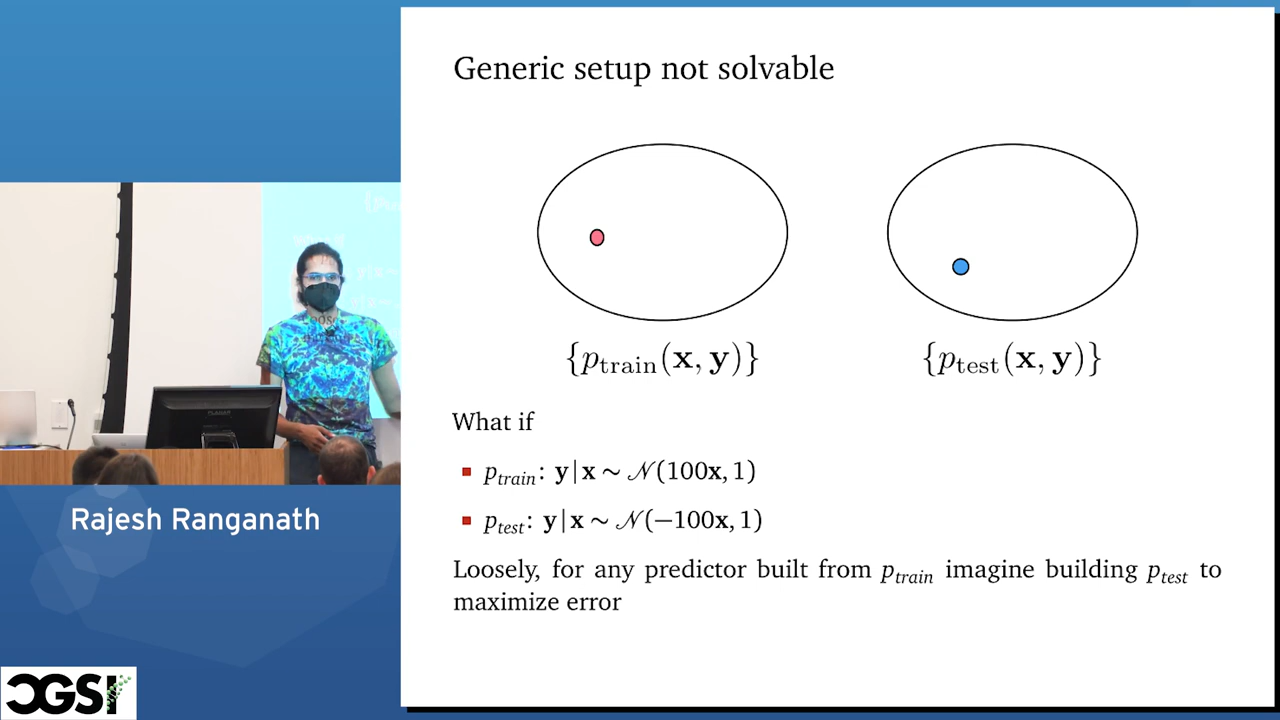 Generic setup not solvable
{p_train(x, y)}
{p_test(x, y)}
What if
p_train: y|x ∼ 𝒩(100x, 1)
p_test: y|x ∼ 𝒩(−100x, 1)
Loosely, for any predictor built from p_train imagine building p_test to
maximize error
Rajesh Ranganath
CGSI